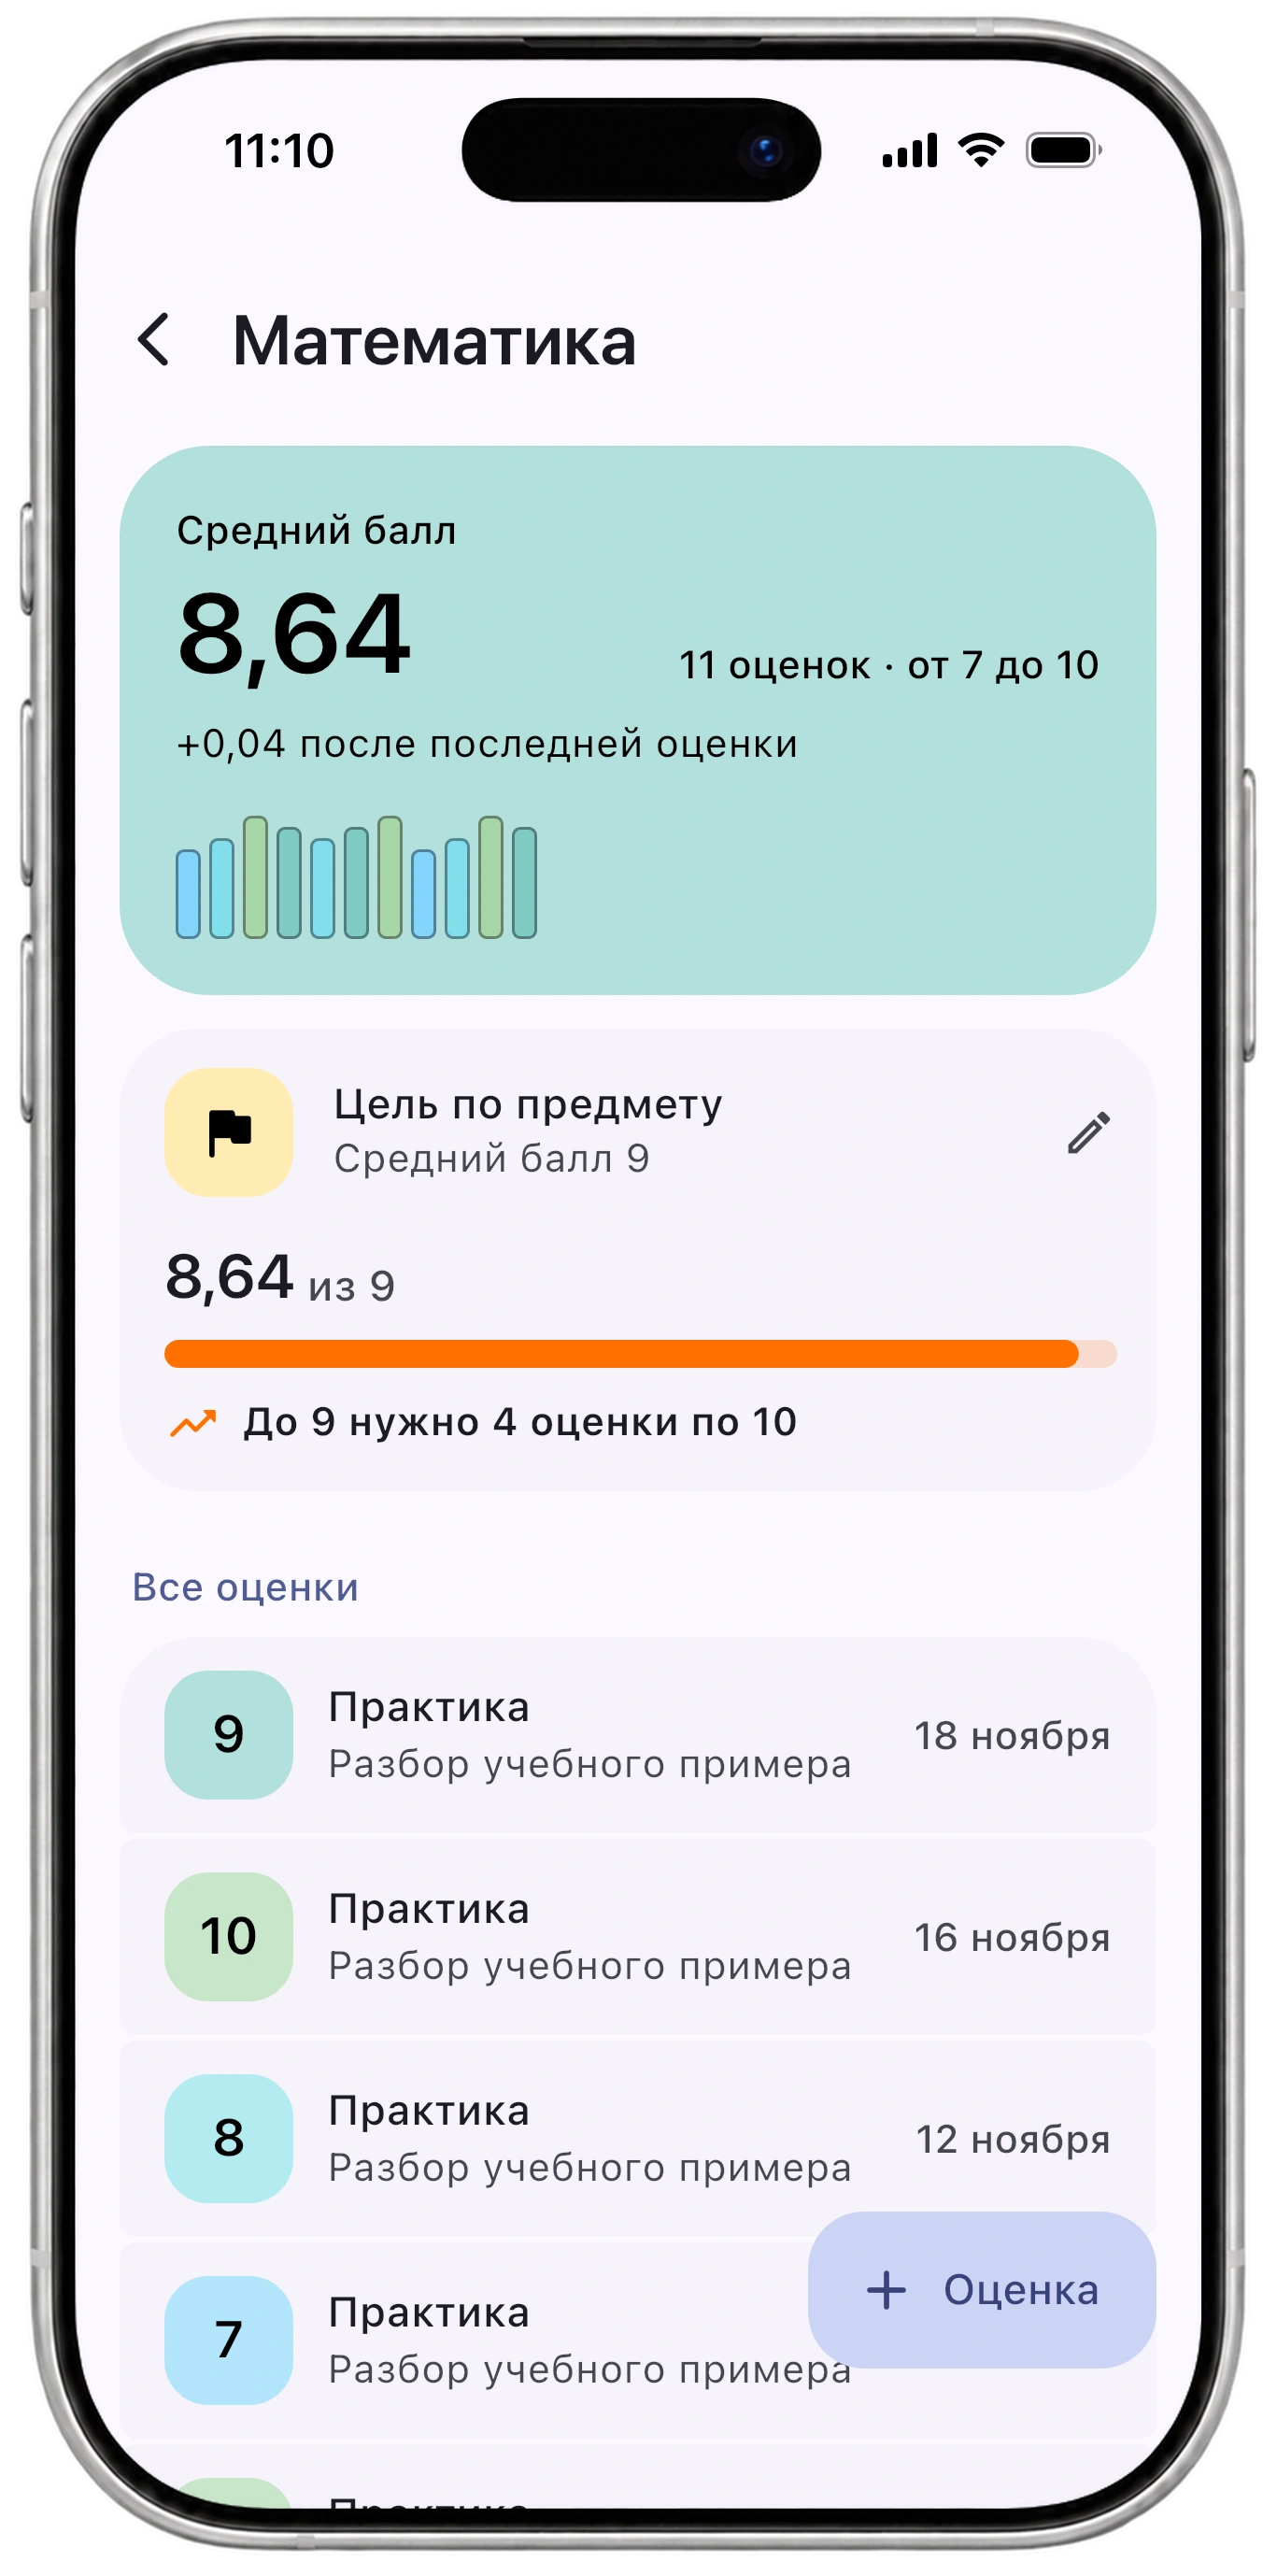 11:10
Математика
Средний балл
8,64
11 оценок · от 7 до 10
+0,04 после последней оценки
Цель по предмету
Средний балл 9
8,64 из 9
До 9 нужно 4 оценки по 10
Все оценки
9
Практика
Разбор учебного примера
18 ноября
10
Практика
Разбор учебного примера
16 ноября
8
Практика
Разбор учебного примера
12 ноября
7
Практика
Разбор учебного примера
+ Оценка
Практика